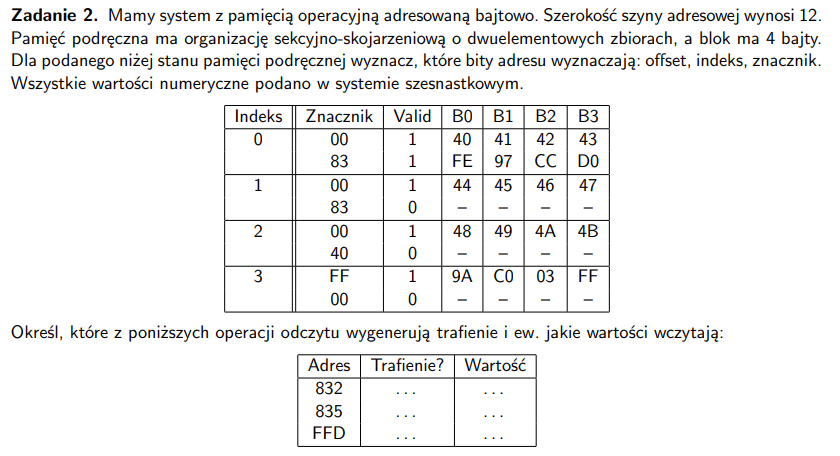 Zadanie 2. Mamy system z pamięcią operacyjną adresowaną bajtowo. Szerokość szyny adresowej wynosi 12.
Pamięć podręczna ma organizację sekcyjno-skojarzeniową o dwuelementowych zbiorach, a blok ma 4 bajty.
Dla podanego niżej stanu pamięci podręcznej wyznacz, które bity adresu wyznaczają: offset, indeks, znacznik.
Wszystkie wartości numeryczne podano w systemie szesnastkowym.
Indeks Znacznik Valid B0 B1 B2 B3
0 00 1 40 41 42 43
83 1 FE 97 CC D0
1 00 1 44 45 46 47
83 0 – – – –
2 00 1 48 49 4A 4B
40 0 – – – –
3 FF 1 9A C0 03 FF
00 0 – – – –
Określ, które z poniższych operacji odczytu wygenerują trafienie i ew. jakie wartości wczytają:
Adres Trafienie? Wartość
832 ... ...
835 ... ...
FFD ... ...